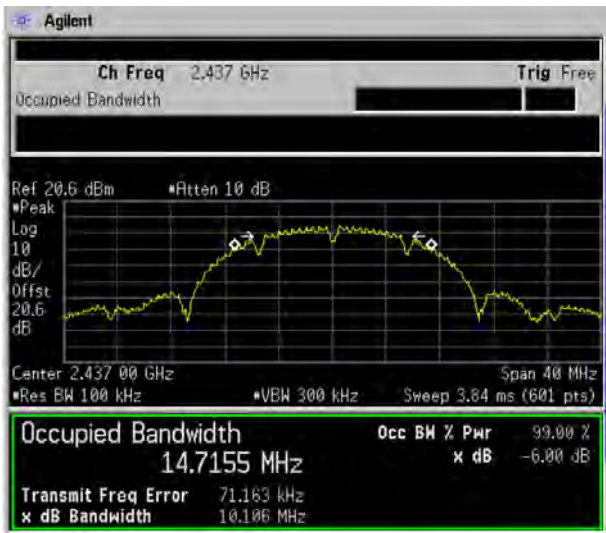 Agilent
Ch Freq 2.437 GHz Trig Free
Occupied Bandwidth
Ref 20.6 dBm *Atten 10 dB
*Peak
Log
10
dB/
Offst
20.6
dB
Center 2.437 00 GHz Span 40 MHz
*Res BW 100 kHz *VBW 300 kHz Sweep 3.84 ms (601 pts)
Occupied Bandwidth Occ BW % Pwr 99.00 %
14.7155 MHz x dB -6.00 dB
Transmit Freq Error 71.163 kHz
x dB Bandwidth 10.106 MHz